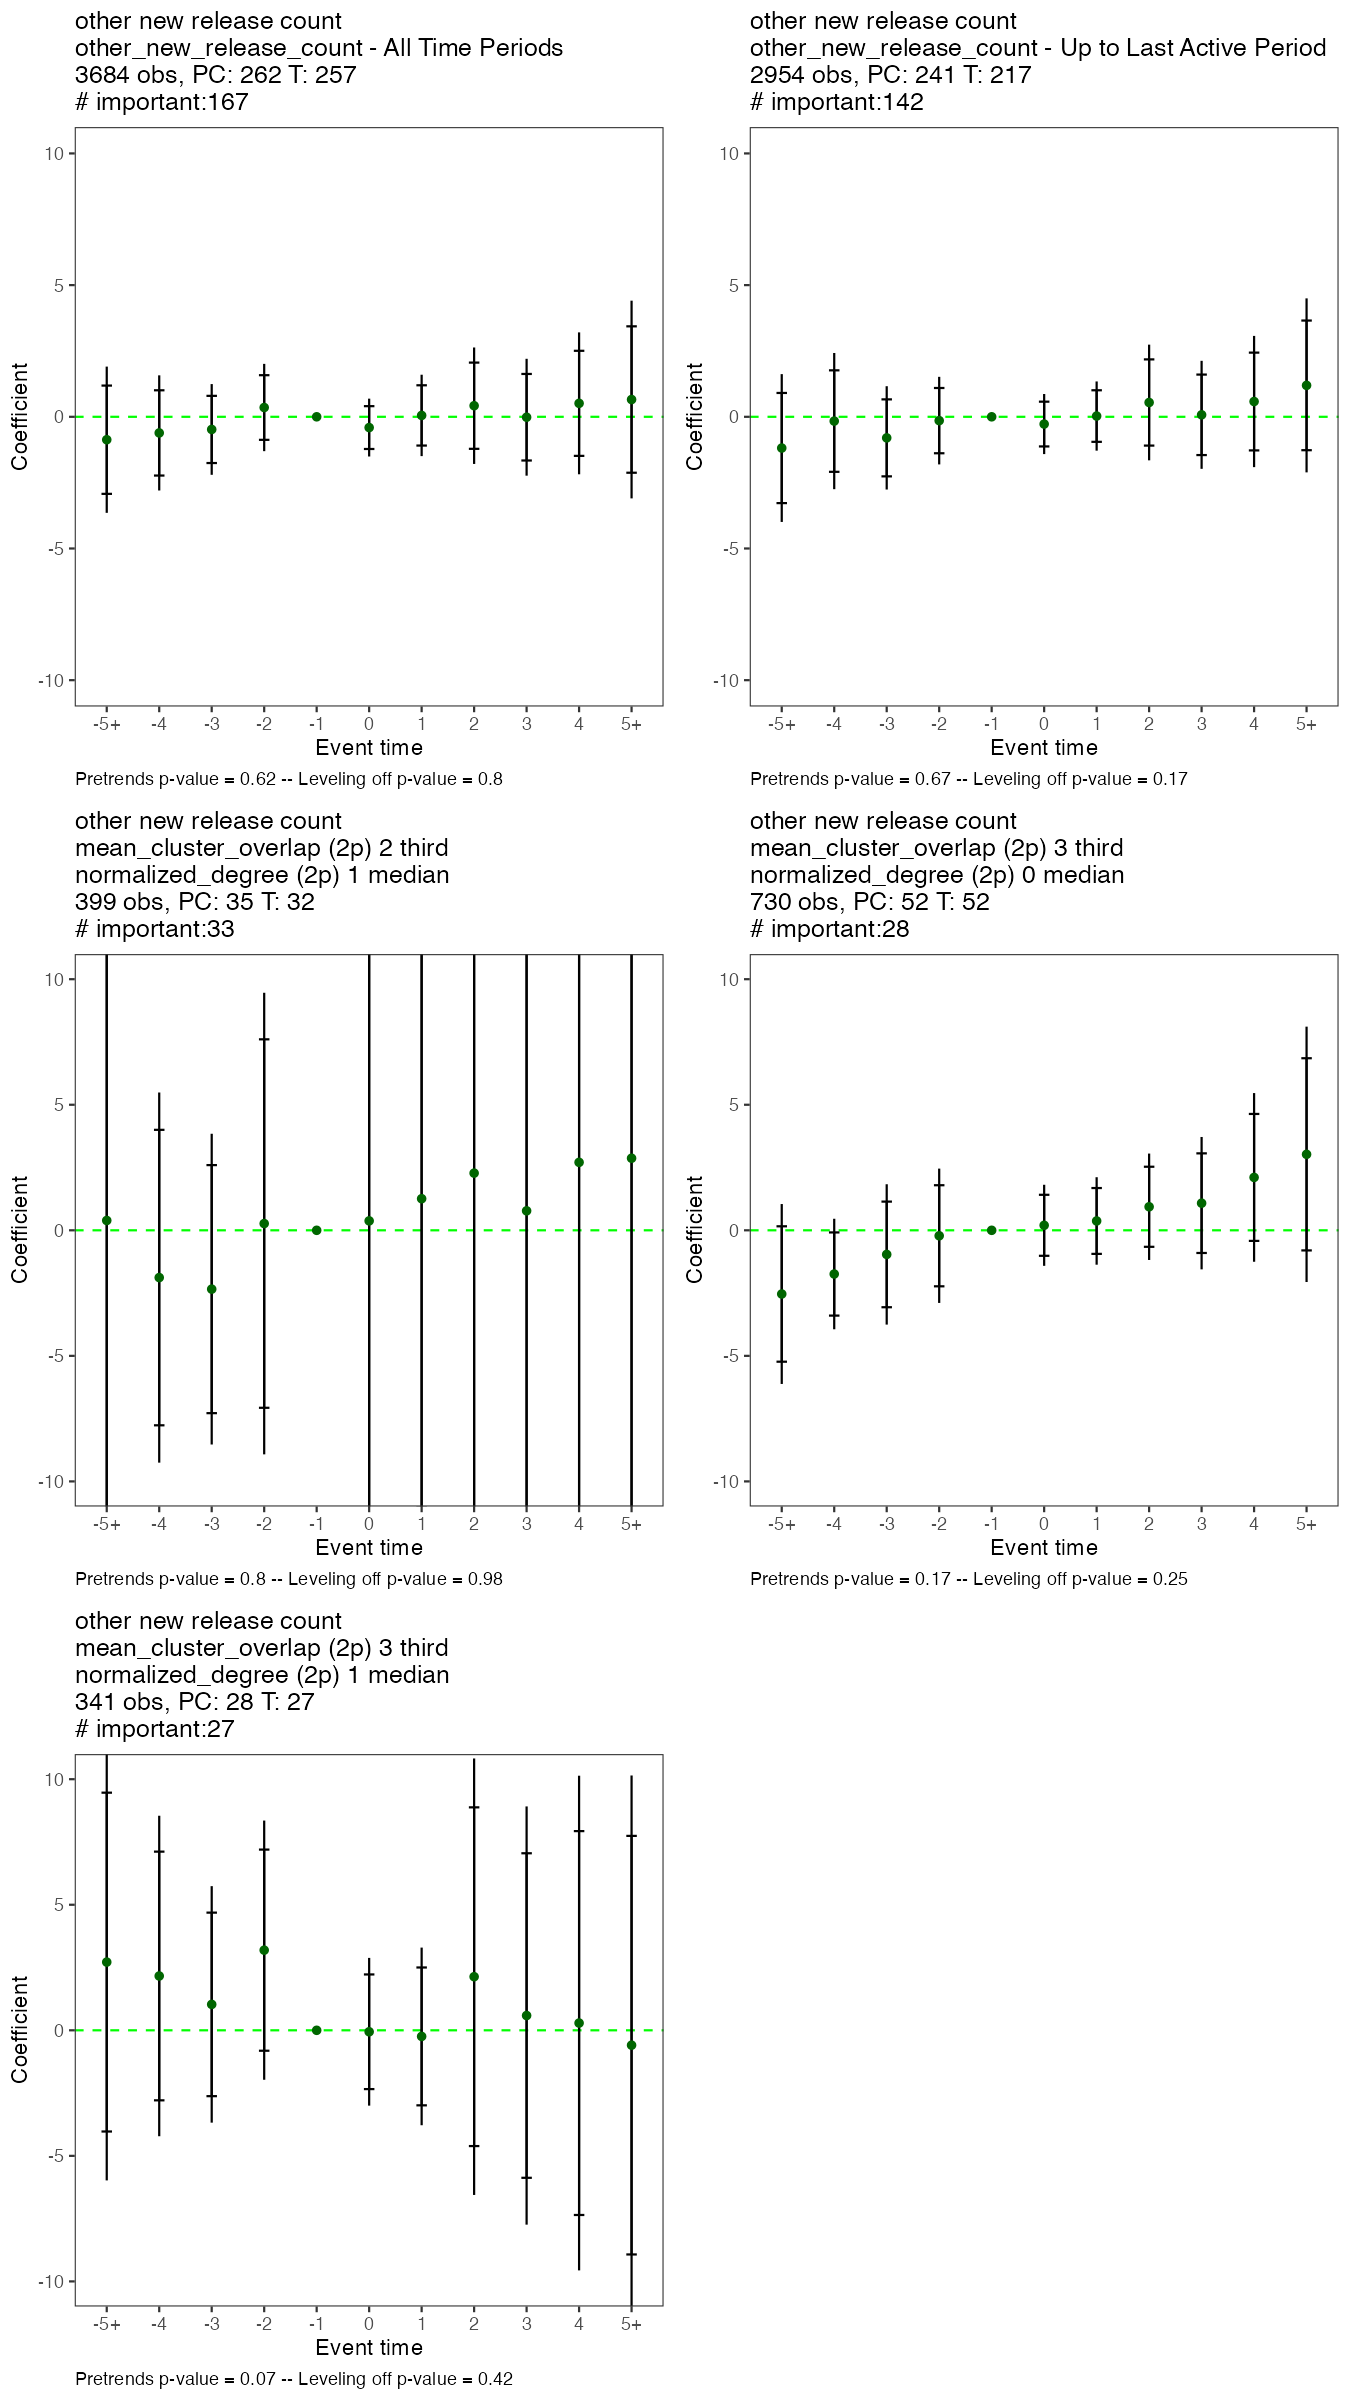 other new release count
other_new_release_count - All Time Periods
3684 obs, PC: 262 T: 257
# important:167
10
5
0
-5
-10
Coefficient
-5+ -4 -3 -2 -1 0 1 2 3 4 5+
Event time
Pretrends p-value = 0.62 -- Leveling off p-value = 0.8
other new release count
other_new_release_count - Up to Last Active Period
2954 obs, PC: 241 T: 217
# important:142
10
5
0
-5
-10
Coefficient
-5+ -4 -3 -2 -1 0 1 2 3 4 5+
Event time
Pretrends p-value = 0.67 -- Leveling off p-value = 0.17
other new release count
mean_cluster_overlap (2p) 2 third
normalized_degree (2p) 1 median
399 obs, PC: 35 T: 32
# important:33
10
5
0
-5
-10
Coefficient
-5+ -4 -3 -2 -1 0 1 2 3 4 5+
Event time
Pretrends p-value = 0.8 -- Leveling off p-value = 0.98
other new release count
mean_cluster_overlap (2p) 3 third
normalized_degree (2p) 0 median
730 obs, PC: 52 T: 52
# important:28
10
5
0
-5
-10
Coefficient
-5+ -4 -3 -2 -1 0 1 2 3 4 5+
Event time
Pretrends p-value = 0.17 -- Leveling off p-value = 0.25
other new release count
mean_cluster_overlap (2p) 3 third
normalized_degree (2p) 1 median
341 obs, PC: 28 T: 27
# important:27
10
5
0
-5
-10
Coefficient
-5+ -4 -3 -2 -1 0 1 2 3 4 5+
Event time
Pretrends p-value = 0.07 -- Leveling off p-value = 0.42